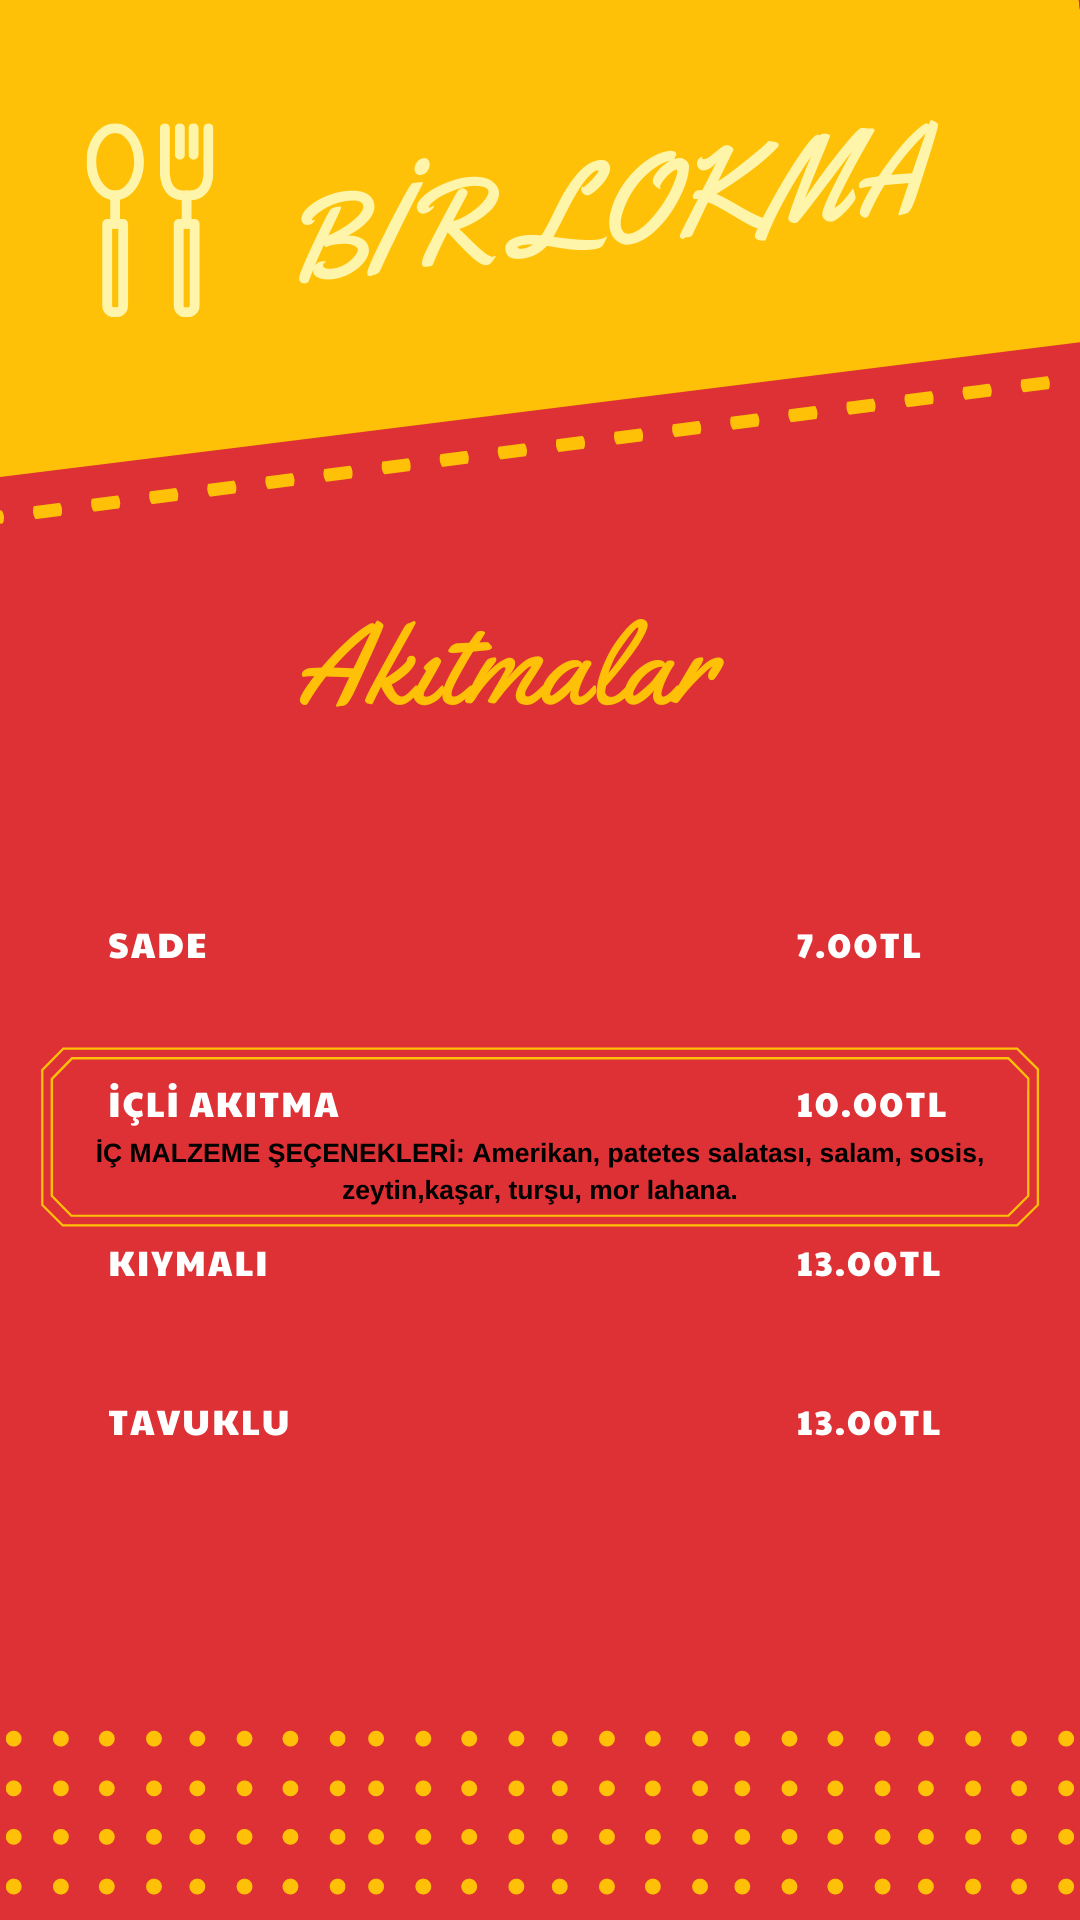 BİR LOKMA
Akıtmalar
SADE 7.00TL
İÇLİ AKITMA 10.00TL
İÇ MALZEME ŞEÇENEKLERİ: Amerikan, patetes salatası, salam, sosis,
zeytin,kaşar, turşu, mor lahana.
KIYMALI 13.00TL
TAVUKLU 13.00TL